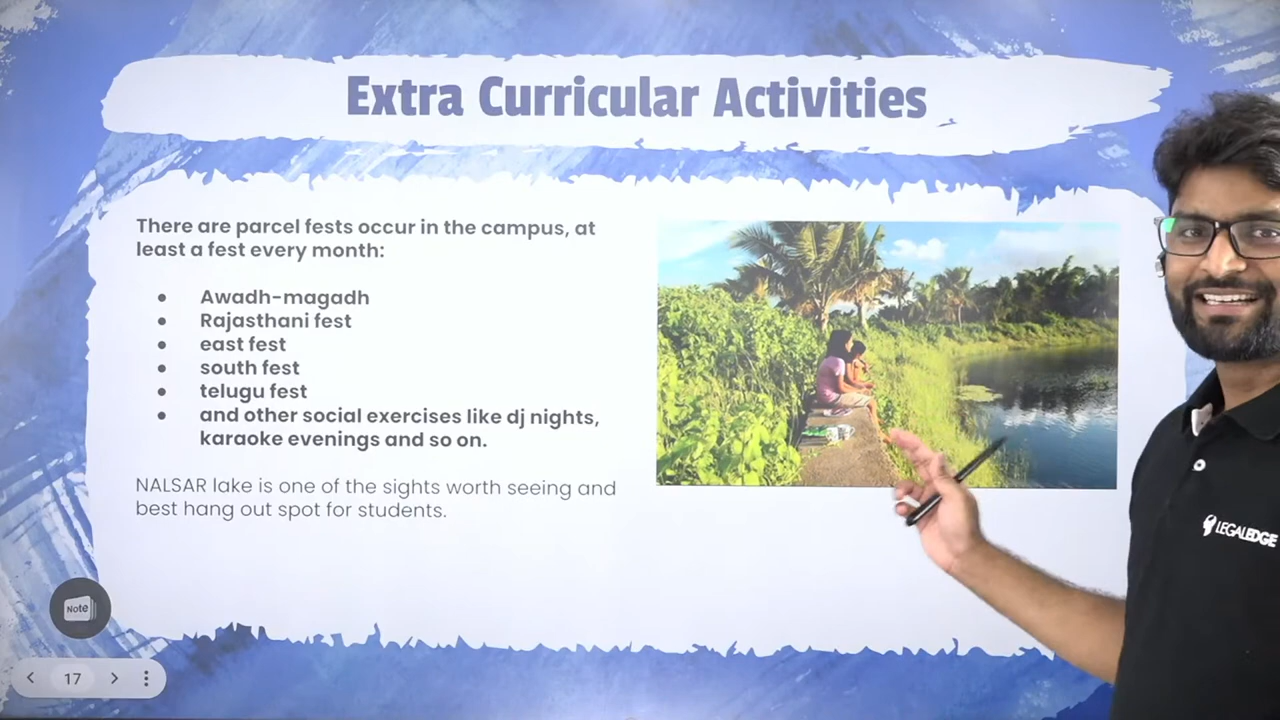 Extra Curricular Activities
There are parcel fests occur in the campus, at
least a fest every month:
● Awadh-magadh
● Rajasthani fest
● east fest
● south fest
● telugu fest
● and other social exercises like dj nights,
karaoke evenings and so on.
NALSAR lake is one of the sights worth seeing and
best hang out spot for students.
LEGALEDGE
Note
17